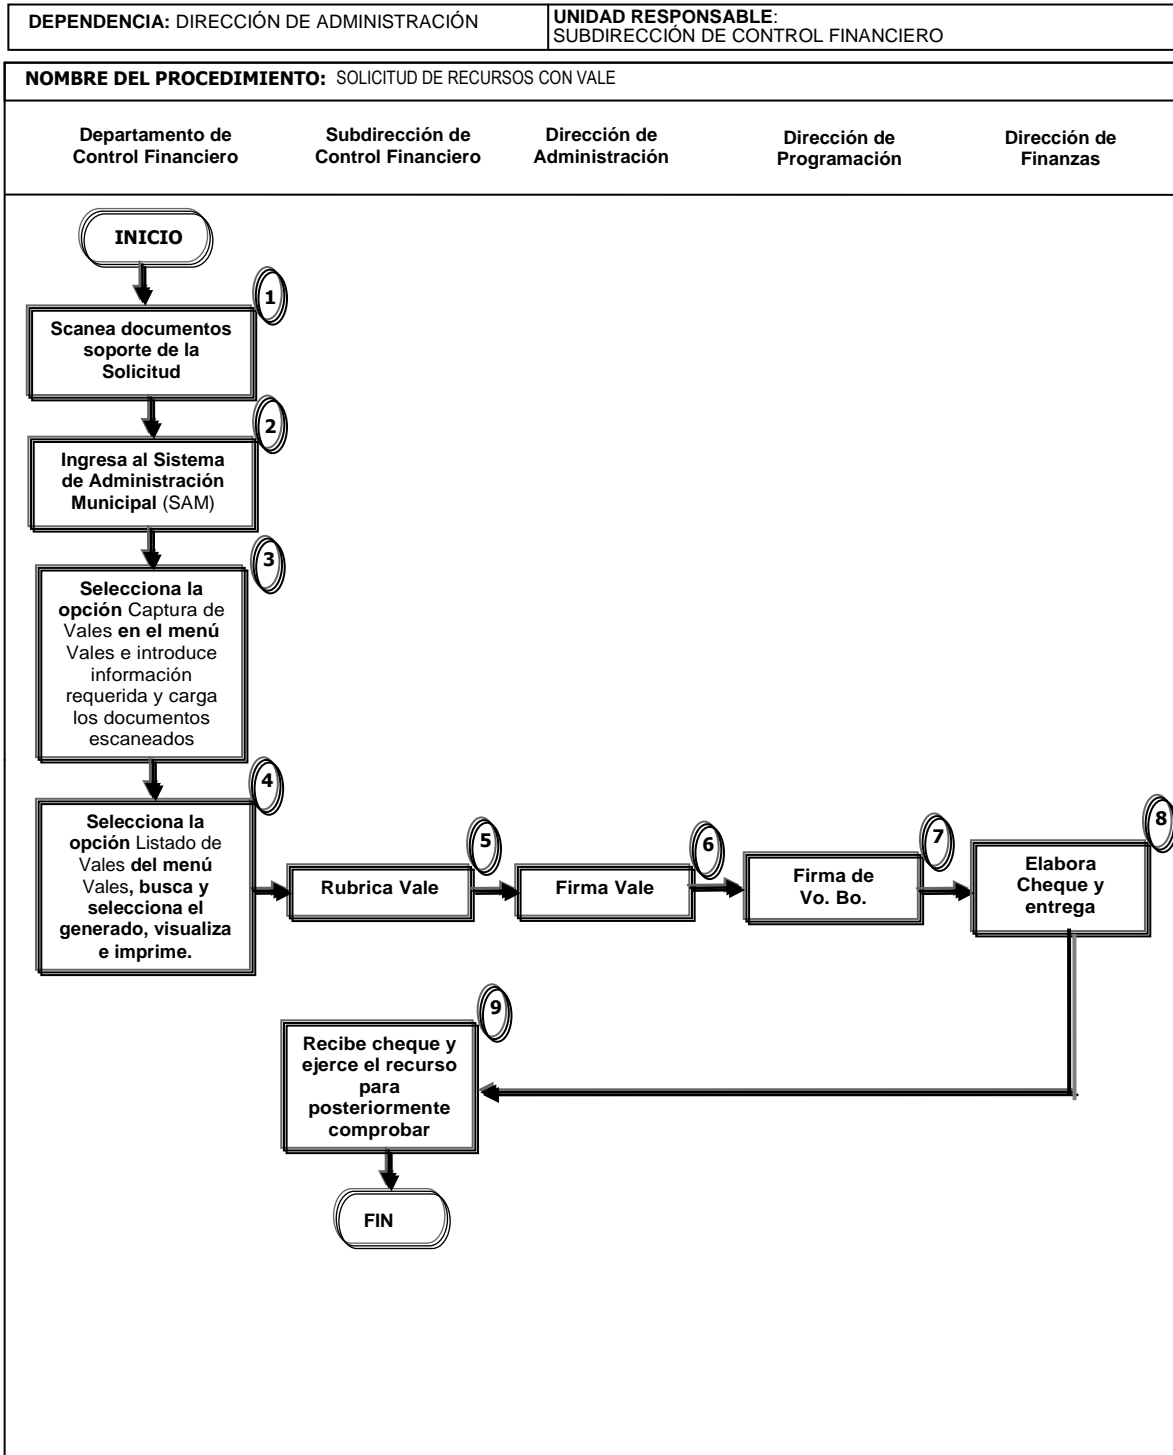 DEPENDENCIA: DIRECCIÓN DE ADMINISTRACIÓN
UNIDAD RESPONSABLE:
SUBDIRECCIÓN DE CONTROL FINANCIERO
NOMBRE DEL PROCEDIMIENTO: SOLICITUD DE RECURSOS CON VALE
Departamento de
Control Financiero
Subdirección de
Control Financiero
Dirección de
Administración
Dirección de
Programación
Dirección de
Finanzas
INICIO
1
Scanea documentos
soporte de la
Solicitud
2
Ingresa al Sistema
de Administración
Municipal (SAM)
3
Selecciona la
opción Captura de
Vales en el menú
Vales e introduce
información
requerida y carga
los documentos
escaneados
4
Selecciona la
opción Listado de
Vales del menú
Vales, busca y
selecciona el
generado, visualiza
e imprime.
5
Rubrica Vale
6
Firma Vale
7
Firma de
Vo. Bo.
8
Elabora
Cheque y
entrega
9
Recibe cheque y
ejerce el recurso
para
posteriormente
comprobar
FIN